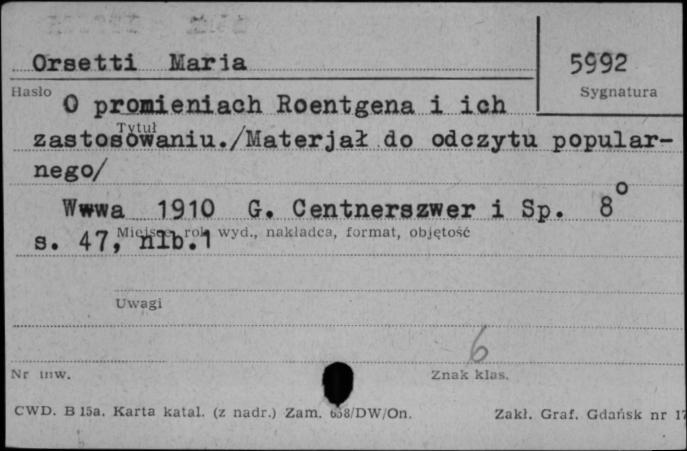 Orsetti Maria
5992
Hasło
Sygnatura
O promieniach Roentgena i ich
Tytuł
zastosowaniu./Materjał do odczytu popular-
nego/
Wwwa 1910 G. Centnerszwer i Sp. 8°
Miejsce, rok wyd., nakładca, format, objętość
s. 47, nlb.1
Uwagi
6
Nr inw.
Znak klas.
CWD. B 15a. Karta katal. (z nadr.) Zam. 658/DW/On.
Zakł. Graf. Gdańsk nr 17